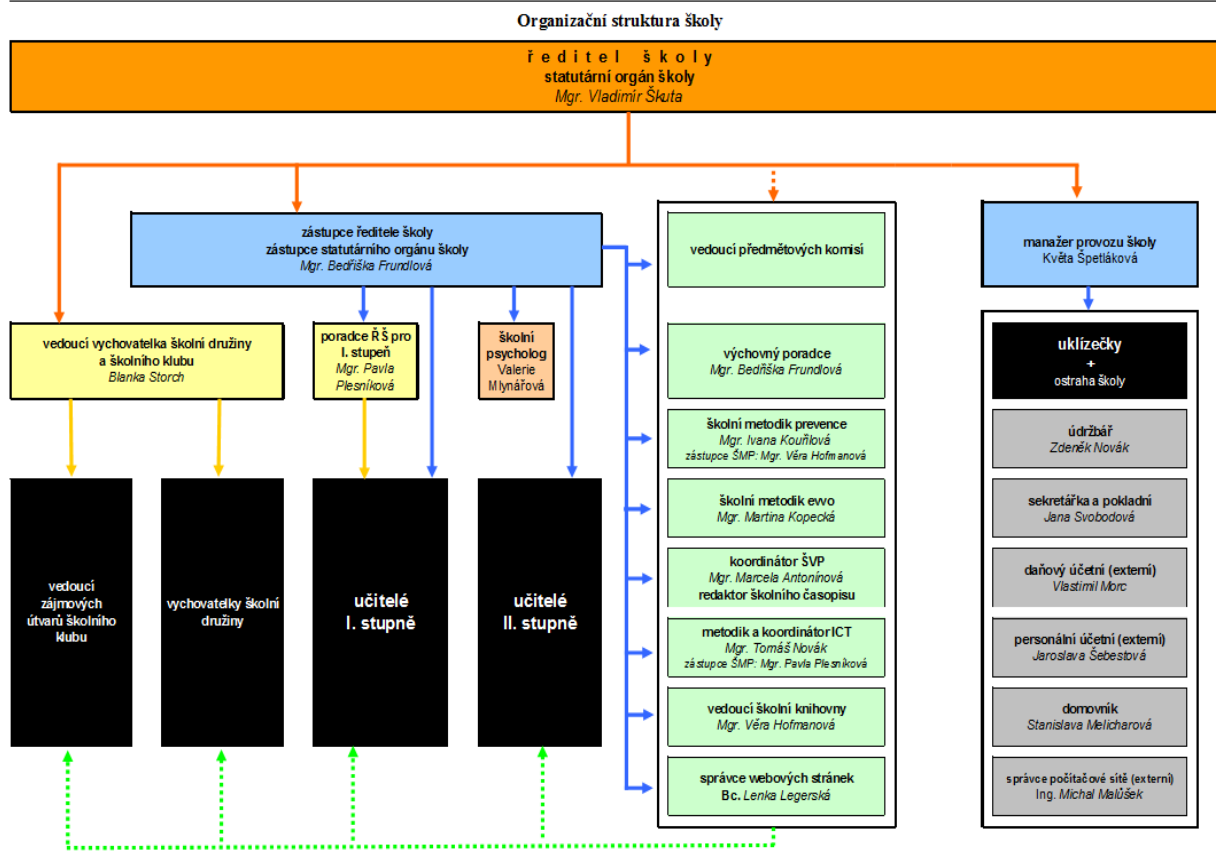 Organizační struktura školy
ředitel školy
statutární orgán školy
Mgr. Vladimír Škuta
zástupce ředitele školy
zástupce statutárního orgánu školy
Mgr. Bedřiška Frundlová
vedoucí předmětových komisí
manažer provozu školy
Květa Špetláková
vedoucí vychovatelka školní družiny
a školního klubu
Blanka Storch
poradce ŘŠ pro
I. stupeň
Mgr. Pavla
Plesníková
školní
psycholog
Valerie
Mlynářová
výchovný poradce
Mgr. Bedřiška Frundlová
uklízečky
+
ostraha školy
školní metodik prevence
Mgr. Ivana Kouřilová
zástupce ŠMP: Mgr. Věra Hofmanová
údržbář
Zdeněk Novák
vedoucí
zájmových
útvarů školního
klubu
vychovatelky školní
družiny
učitelé
I. stupně
učitelé
II. stupně
školní metodik evvo
Mgr. Martina Kopecká
sekretářka a pokladní
Jana Svobodová
koordinátor ŠVP
Mgr. Marcela Antonínová
redaktor školního časopisu
daňový účetní (externí)
Vlastimil Morc
metodik a koordinátor ICT
Mgr. Tomáš Novák
zástupce ŠMP: Mgr. Pavla Plesníková
personální účetní (externí)
Jaroslava Šebestová
vedoucí školní knihovny
Mgr. Věra Hofmanová
domovník
Stanislava Melicharová
správce webových stránek
Bc. Lenka Legerská
správce počítačové sítě (externí)
Ing. Michal Malůšek